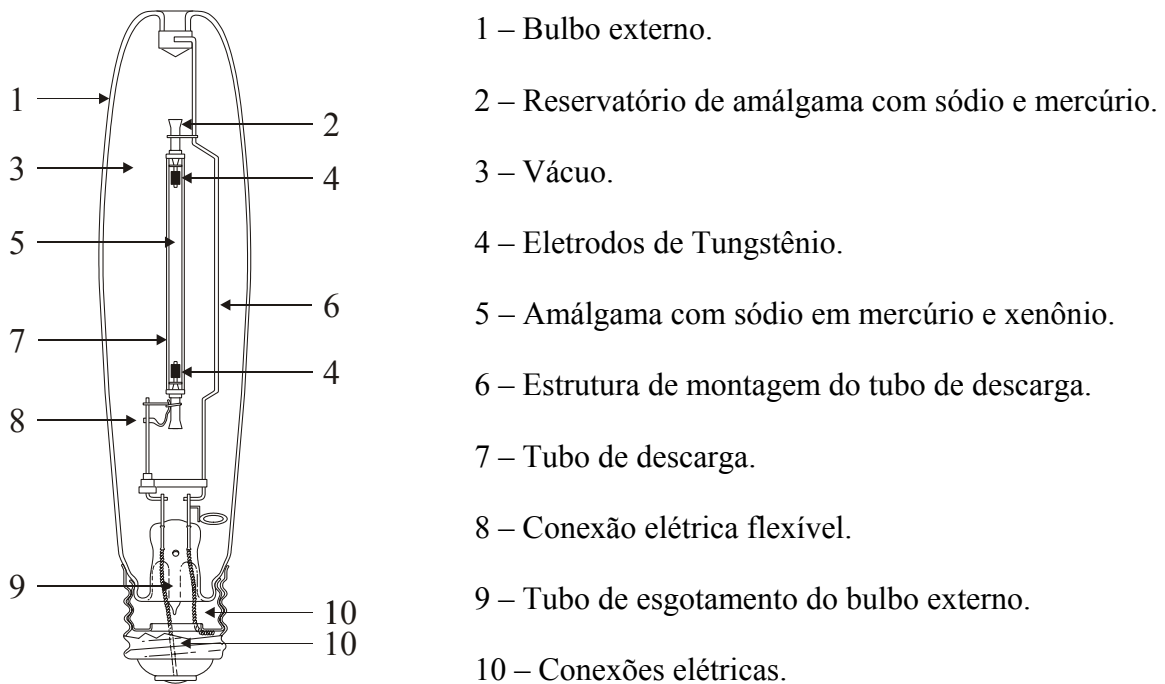 1 – Bulbo externo.
2 – Reservatório de amálgama com sódio e mercúrio.
3 – Vácuo.
4 – Eletrodos de Tungstênio.
5 – Amálgama com sódio em mercúrio e xenônio.
6 – Estrutura de montagem do tubo de descarga.
7 – Tubo de descarga.
8 – Conexão elétrica flexível.
9 – Tubo de esgotamento do bulbo externo.
10 – Conexões elétricas.
1
2
3
4
5
6
7
4
8
9
10
10